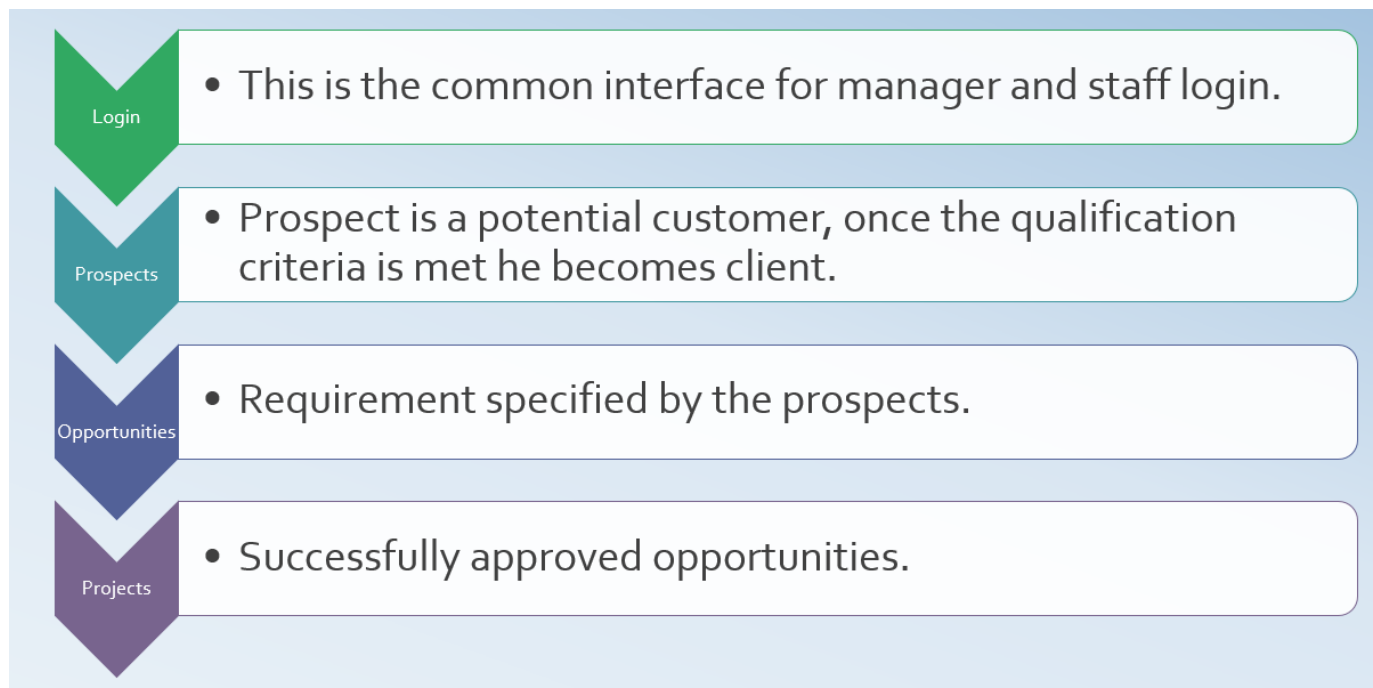 Login
• This is the common interface for manager and staff login.
Prospects
• Prospect is a potential customer, once the qualification
criteria is met he becomes client.
Opportunities
• Requirement specified by the prospects.
Projects
• Successfully approved opportunities.